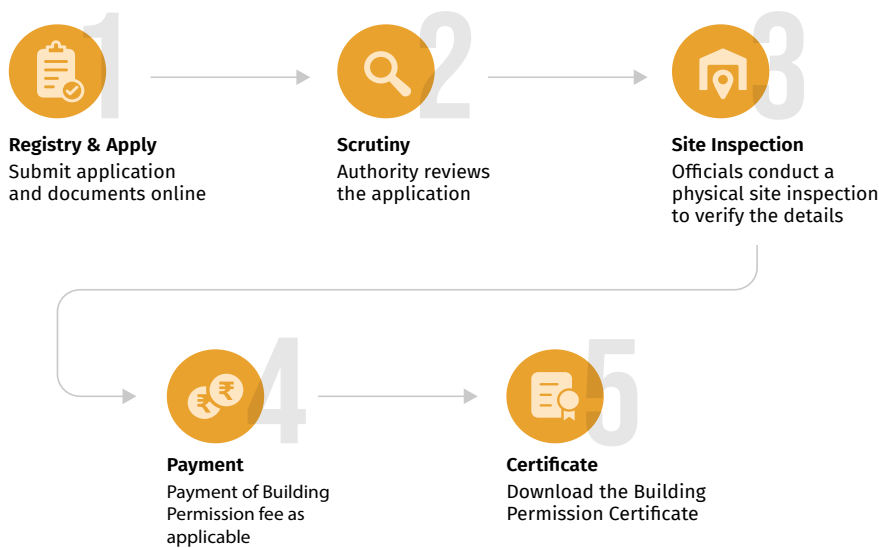 1
Registry & Apply
Submit application
and documents online
2
Scrutiny
Authority reviews
the application
3
Site Inspection
Officials conduct a
physical site inspection
to verify the details
₹ ₹
4
Payment
Payment of Building
Permission fee as
applicable
5
Certificate
Download the Building
Permission Certificate